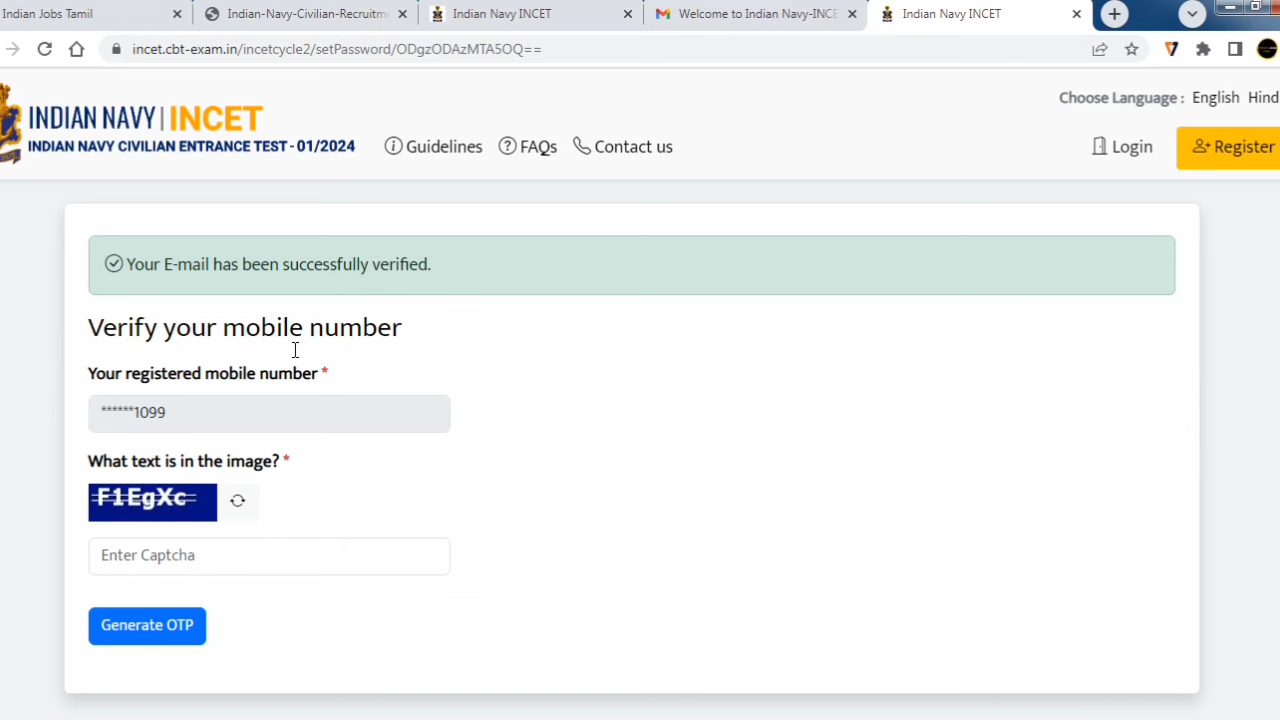 Indian Jobs Tamil
Indian-Navy-Civilian-Recruitm
Indian Navy INCET
Welcome to Indian Navy-INCE
Indian Navy INCET
incet.cbt-exam.in/incetcycle2/setPassword/ODgzODAzMTA5OQ==
Choose Language : English Hind
INDIAN NAVY | INCET
INDIAN NAVY CIVILIAN ENTRANCE TEST - 01/2024
Guidelines FAQs Contact us
Login Register
Your E-mail has been successfully verified.
Verify your mobile number
Your registered mobile number *
******1099
What text is in the image? *
F1EgXc
Enter Captcha
Generate OTP